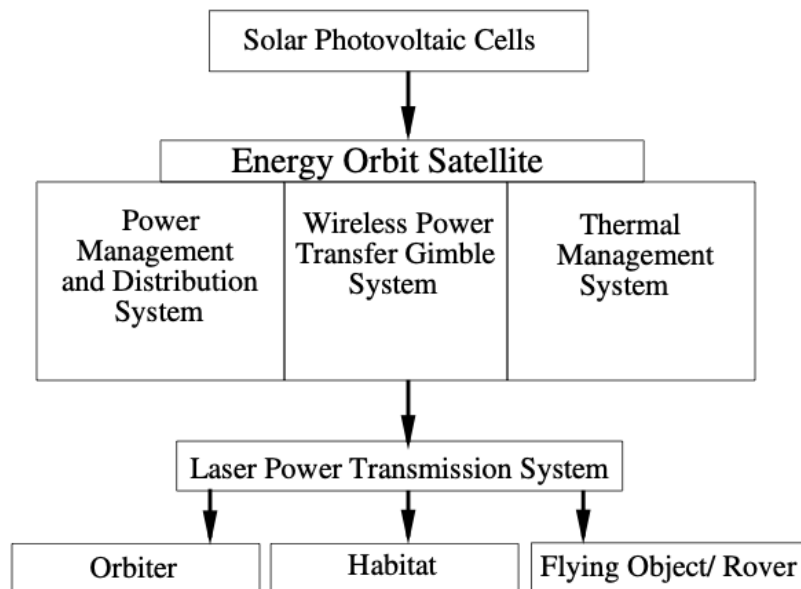 Solar Photovoltaic Cells
Energy Orbit Satellite
Power
Management
and Distribution
System
Wireless Power
Transfer Gimble
System
Thermal
Management
System
Laser Power Transmission System
Orbiter
Habitat
Flying Object/ Rover